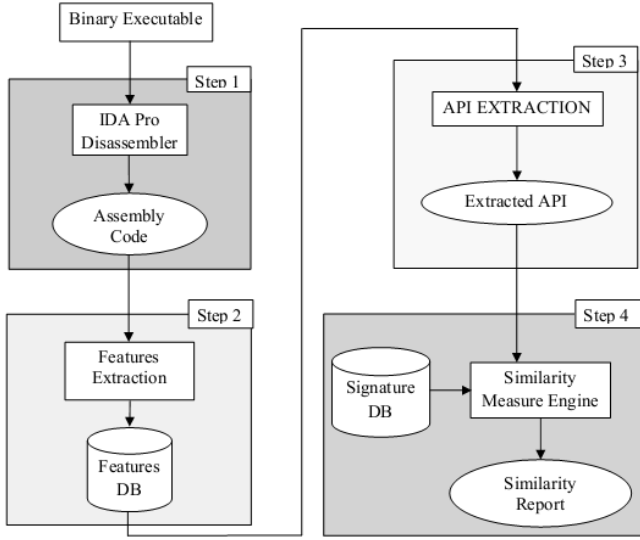 Binary Executable
Step 1
IDA Pro
Disassembler
Assembly
Code
Step 2
Features
Extraction
Features
DB
Step 3
API EXTRACTION
Extracted API
Step 4
Signature
DB
Similarity
Measure Engine
Similarity
Report